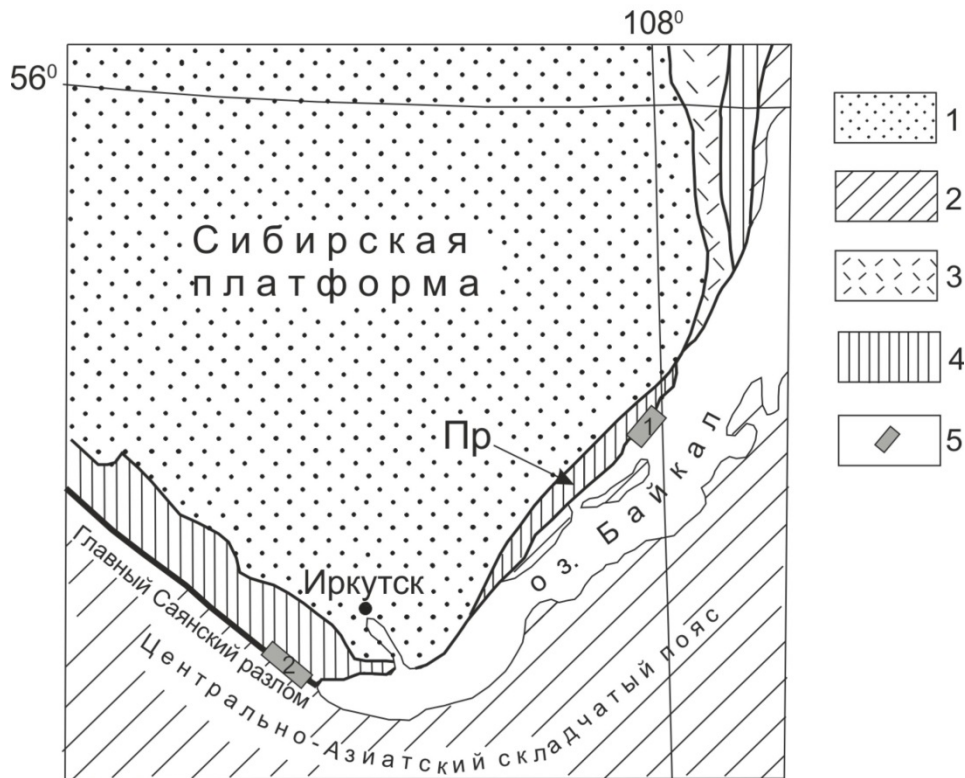 108⁰
56⁰
Сибирская
платформа
Пр
1
оз. Байкал
Иркутск
2
Главный Саянский разлом
Центрально-Азиатский складчатый пояс
1
2
3
4
5